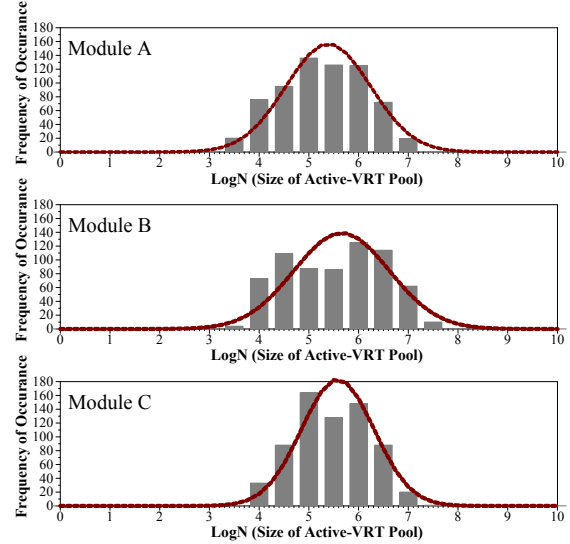 Frequency of Occurance
180
160
140
120
100
80
60
40
20
0
Module A
0 1 2 3 4 5 6 7 8 9 10
LogN (Size of Active-VRT Pool)
Frequency of Occurance
180
160
140
120
100
80
60
40
20
0
Module B
0 1 2 3 4 5 6 7 8 9 10
LogN (Size of Active-VRT Pool)
Frequency of Occurance
180
160
140
120
100
80
60
40
20
0
Module C
0 1 2 3 4 5 6 7 8 9 10
LogN (Size of Active-VRT Pool)